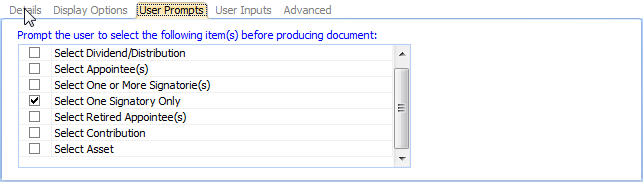 Details Display Options User Prompts User Inputs Advanced
Prompt the user to select the following item(s) before producing document:
Select Dividend/Distribution
Select Appointee(s)
Select One or More Signatorie(s)
Select One Signatory Only
Select Retired Appointee(s)
Select Contribution
Select Asset